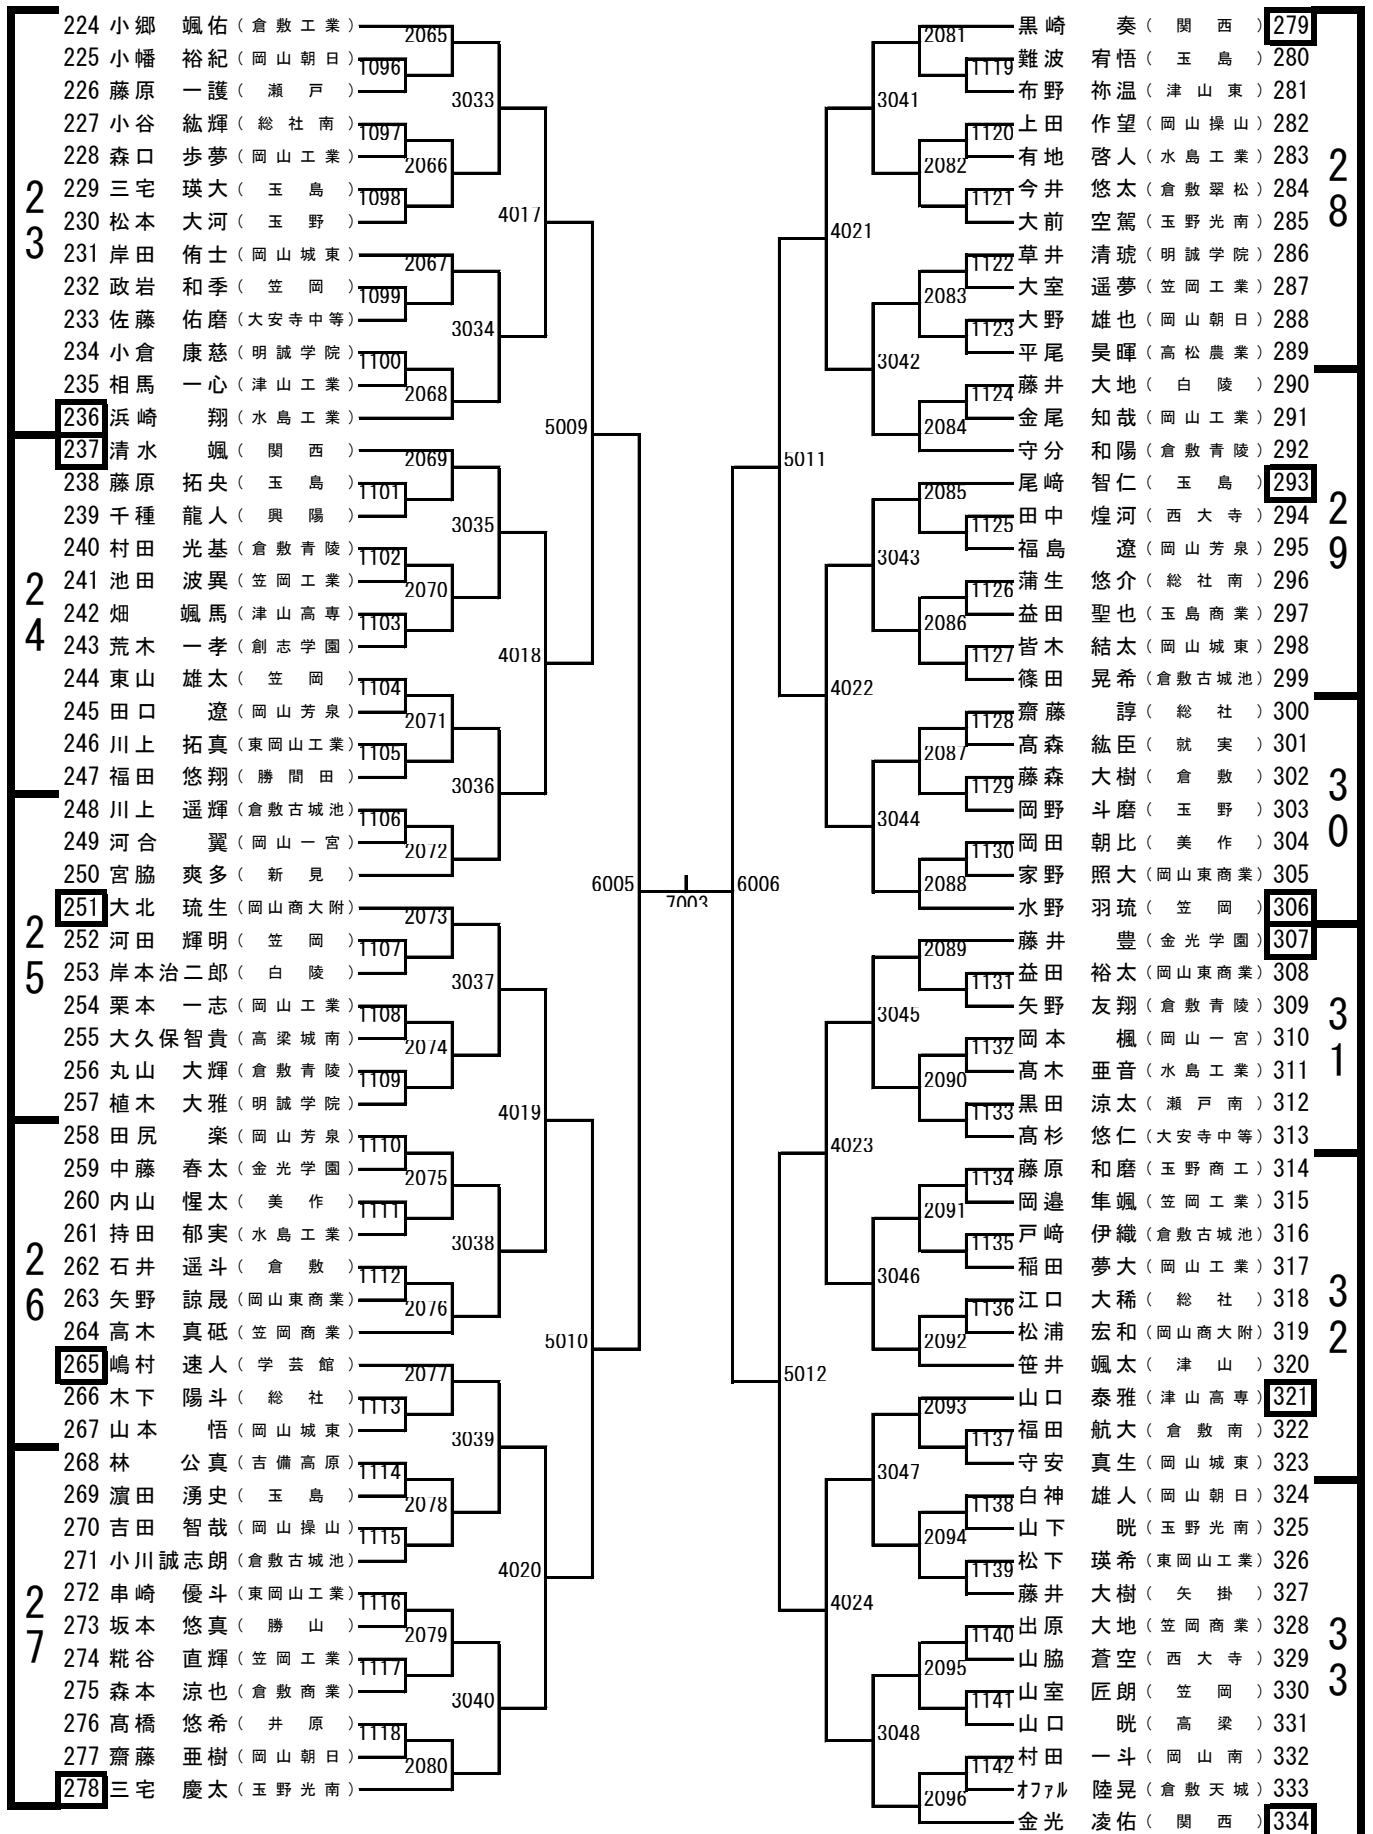 224 小郷 颯佑 (倉敷工業)
225 小幡 裕紀 (岡山朝日)
226 藤原 一護 (瀬戸)
227 小谷 紘輝 (総社南)
228 森口 歩夢 (岡山工業)
229 三宅 瑛大 (玉島)
230 松本 大河 (玉野)
231 岸田 侑士 (岡山城東)
232 政岩 和季 (笠岡)
233 佐藤 佑磨 (大安寺中等)
234 小倉 康慈 (明誠学院)
235 相馬 一心 (津山工業)
236 浜崎 翔 (水島工業)
237 清水 颯 (関西)
238 藤原 拓央 (玉島)
239 千種 龍人 (興陽)
240 村田 光基 (倉敷青陵)
241 池田 波異 (笠岡工業)
242 畑 颯馬 (津山高専)
243 荒木 一孝 (創志学園)
244 東山 雄太 (笠岡)
245 田口 遼 (岡山芳泉)
246 川上 拓真 (東岡山工業)
247 福田 悠翔 (勝間田)
248 川上 遥輝 (倉敷古城池)
249 河合 翼 (岡山一宮)
250 宮脇 爽多 (新見)
251 大北 琉生 (岡山商大附)
252 河田 輝明 (笠岡)
253 岸本治二郎 (白陵)
254 栗本 一志 (岡山工業)
255 大久保智貴 (高梁城南)
256 丸山 大輝 (倉敷青陵)
257 植木 大雅 (明誠学院)
258 田尻 楽 (岡山芳泉)
259 中藤 春太 (金光学園)
260 内山 惺太 (美作)
261 持田 郁実 (水島工業)
262 石井 遥斗 (倉敷)
263 矢野 諒晟 (岡山東商業)
264 高木 真砥 (笠岡商業)
265 嶋村 速人 (学芸館)
266 木下 陽斗 (総社)
267 山本 悟 (岡山城東)
268 林 公真 (吉備高原)
269 濵田 湧史 (玉島)
270 吉田 智哉 (岡山操山)
271 小川誠志朗 (倉敷古城池)
272 串崎 優斗 (東岡山工業)
273 坂本 悠真 (勝山)
274 糀谷 直輝 (笠岡工業)
275 森本 涼也 (倉敷商業)
276 髙橋 悠希 (井原)
277 齋藤 亜樹 (岡山朝日)
278 三宅 慶太 (玉野光南)
23
24
25
26
27
1096
1097
1098
1099
1100
1101
1102
1103
1104
1105
1106
1107
1108
1109
1110
1111
1112
1113
1114
1115
1116
1117
1118
2065
2066
2067
2068
2069
2070
2071
2072
2073
2074
2075
2076
2077
2078
2079
2080
3033
3034
3035
3036
3037
3038
3039
3040
4017
4018
4019
4020
5009
5010
6005
7003
6006
5011
5012
4021
4022
4023
4024
3041
3042
3043
3044
3045
3046
3047
3048
2081
2082
2083
2084
2085
2086
2087
2088
2089
2090
2091
2092
2093
2094
2095
2096
1119
1120
1121
1122
1123
1124
1125
1126
1127
1128
1129
1130
1131
1132
1133
1134
1135
1136
1137
1138
1139
1140
1141
1142
黒崎 奏 (関西) 279
難波 宥悟 (玉島) 280
布野 祢温 (津山東) 281
上田 作望 (岡山操山) 282
有地 啓人 (水島工業) 283
今井 悠太 (倉敷翠松) 284
大前 空駕 (玉野光南) 285
草井 清琥 (明誠学院) 286
大室 遥夢 (笠岡工業) 287
大野 雄也 (岡山朝日) 288
平尾 昊暉 (高松農業) 289
藤井 大地 (白陵) 290
金尾 知哉 (岡山工業) 291
守分 和陽 (倉敷青陵) 292
尾﨑 智仁 (玉島) 293
田中 煌河 (西大寺) 294
福島 遼 (岡山芳泉) 295
蒲生 悠介 (総社南) 296
益田 聖也 (玉島商業) 297
皆木 結太 (岡山城東) 298
篠田 晃希 (倉敷古城池) 299
齋藤 諄 (総社) 300
髙森 紘臣 (就実) 301
藤森 大樹 (倉敷) 302
岡野 斗磨 (玉野) 303
岡田 朝比 (美作) 304
家野 照大 (岡山東商業) 305
水野 羽琉 (笠岡) 306
藤井 豊 (金光学園) 307
益田 裕太 (岡山東商業) 308
矢野 友翔 (倉敷青陵) 309
岡本 楓 (岡山一宮) 310
髙木 亜音 (水島工業) 311
黒田 涼太 (瀬戸南) 312
髙杉 悠仁 (大安寺中等) 313
藤原 和磨 (玉野商工) 314
岡邉 隼颯 (笠岡工業) 315
戸﨑 伊織 (倉敷古城池) 316
稲田 夢大 (岡山工業) 317
江口 大稀 (総社) 318
松浦 宏和 (岡山商大附) 319
笹井 颯太 (津山) 320
山口 泰雅 (津山高専) 321
福田 航大 (倉敷南) 322
守安 真生 (岡山城東) 323
白神 雄人 (岡山朝日) 324
山下 晄 (玉野光南) 325
松下 瑛希 (東岡山工業) 326
藤井 大樹 (矢掛) 327
出原 大地 (笠岡商業) 328
山脇 蒼空 (西大寺) 329
山室 匠朗 (笠岡) 330
山口 晄 (高梁) 331
村田 一斗 (岡山南) 332
ｵﾌｧﾙ 陸晃 (倉敷天城) 333
金光 凌佑 (関西) 334
28
29
30
31
32
33